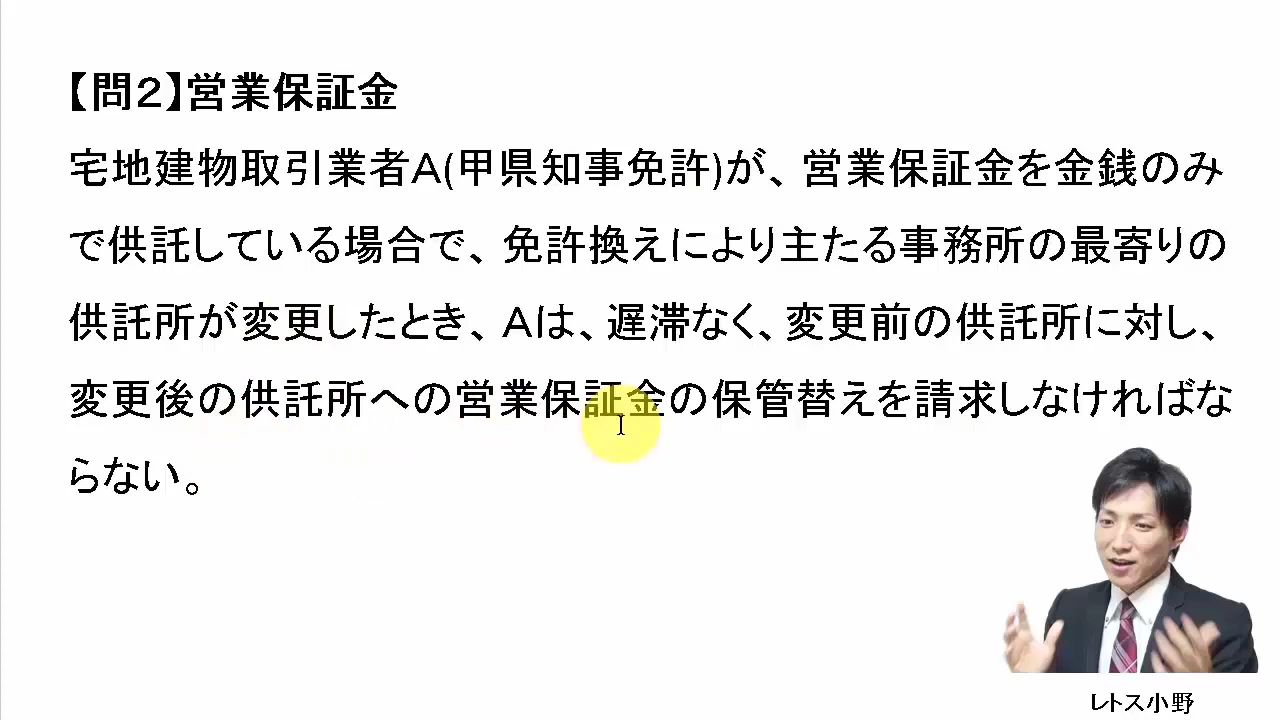 【問２】営業保証金
宅地建物取引業者Ａ(甲県知事免許)が、営業保証金を金銭のみ
で供託している場合で、免許換えにより主たる事務所の最寄りの
供託所が変更したとき、Ａは、遅滞なく、変更前の供託所に対し、
変更後の供託所への営業保証金の保管替えを請求しなければな
らない。
レトス小野